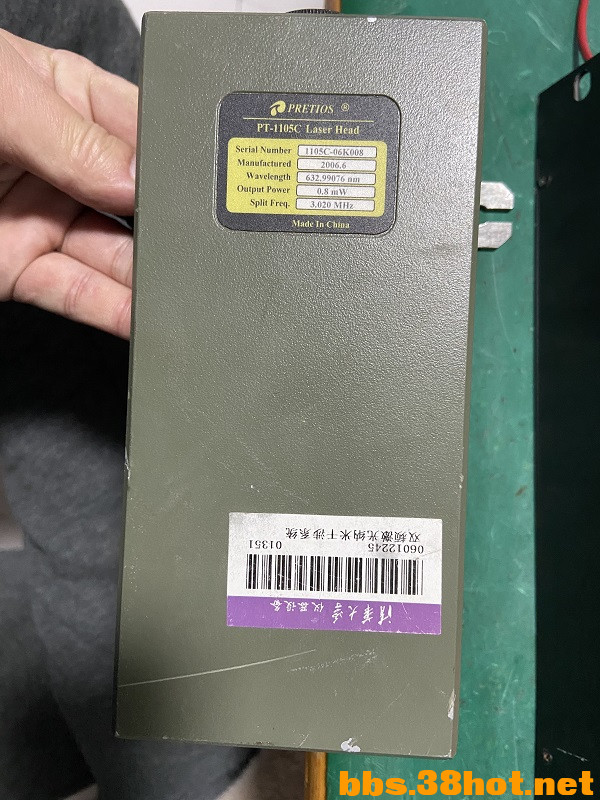 PRETIOS ®
PT-1105C Laser Head
Serial Number 1105C-06K008
Manufactured 2006.6
Wavelength 632.99076 nm
Output Power 0.8 mW
Split Freq. 3.020 MHz
Made In China
清华大学 仪器设备
06012245 01351
双频激光纳米干涉系统
bbs.38hot.net